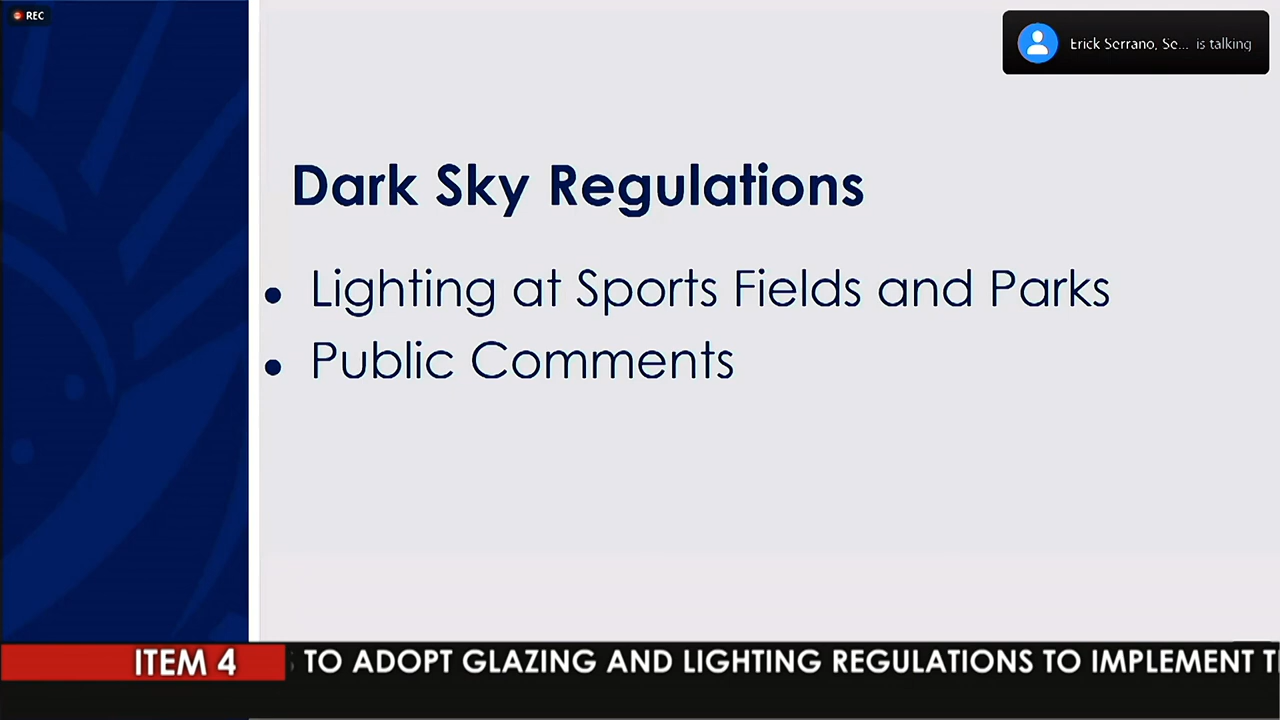 REC
Erick Serrano, Se... is talking
Dark Sky Regulations
• Lighting at Sports Fields and Parks
• Public Comments
ITEM 4
TO ADOPT GLAZING AND LIGHTING REGULATIONS TO IMPLEMENT